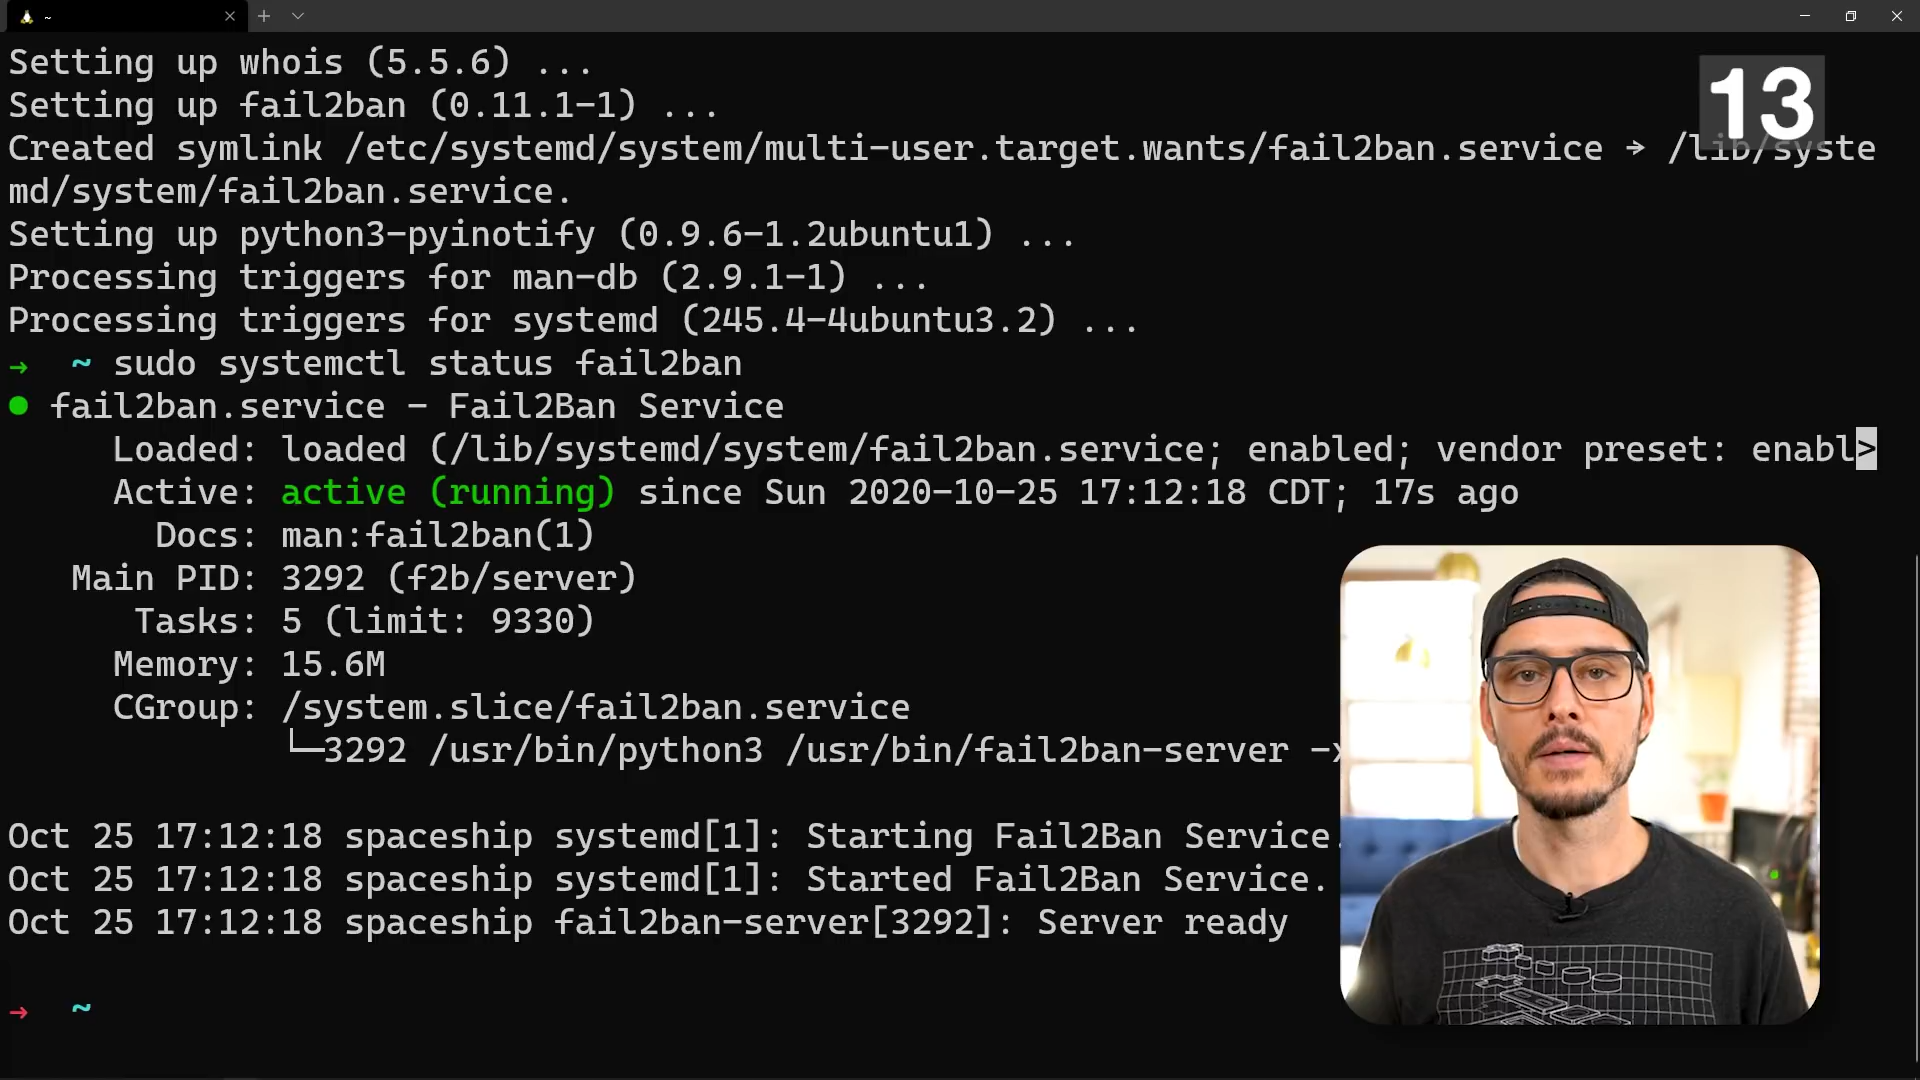 ~
13
Setting up whois (5.5.6) ...
Setting up fail2ban (0.11.1-1) ...
Created symlink /etc/systemd/system/multi-user.target.wants/fail2ban.service → /lib/syste
md/system/fail2ban.service.
Setting up python3-pyinotify (0.9.6-1.2ubuntu1) ...
Processing triggers for man-db (2.9.1-1) ...
Processing triggers for systemd (245.4-4ubuntu3.2) ...
→ ~ sudo systemctl status fail2ban
● fail2ban.service - Fail2Ban Service
Loaded: loaded (/lib/systemd/system/fail2ban.service; enabled; vendor preset: enabl>
Active: active (running) since Sun 2020-10-25 17:12:18 CDT; 17s ago
Docs: man:fail2ban(1)
Main PID: 3292 (f2b/server)
Tasks: 5 (limit: 9330)
Memory: 15.6M
CGroup: /system.slice/fail2ban.service
└─3292 /usr/bin/python3 /usr/bin/fail2ban-server -x
Oct 25 17:12:18 spaceship systemd[1]: Starting Fail2Ban Service.
Oct 25 17:12:18 spaceship systemd[1]: Started Fail2Ban Service.
Oct 25 17:12:18 spaceship fail2ban-server[3292]: Server ready
→ ~